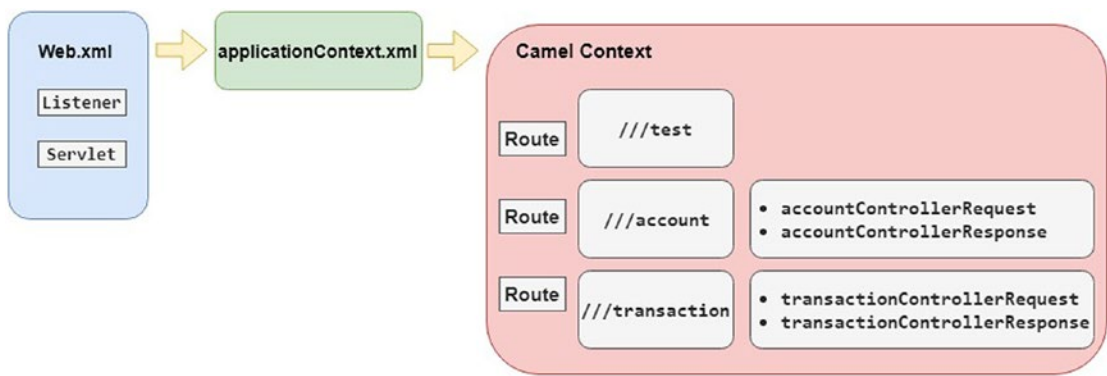 Web.xml
Listener
Servlet
applicationContext.xml
Camel Context
Route
///test
Route
///account
• accountControllerRequest
• accountControllerResponse
Route
///transaction
• transactionControllerRequest
• transactionControllerResponse